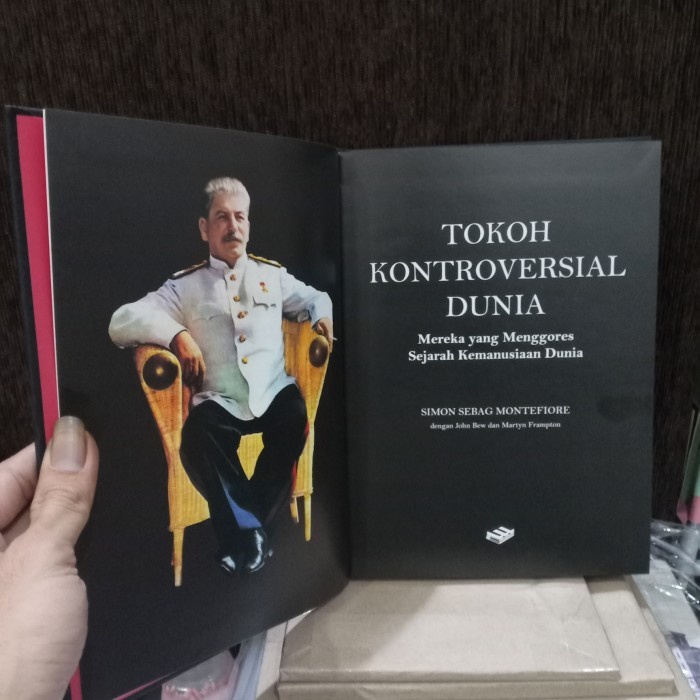 TOKOH
KONTROVERSIAL
DUNIA
Mereka yang Menggores
Sejarah Kemanusiaan Dunia
SIMON SEBAG MONTEFIORE
dengan John Bew dan Martyn Frampton